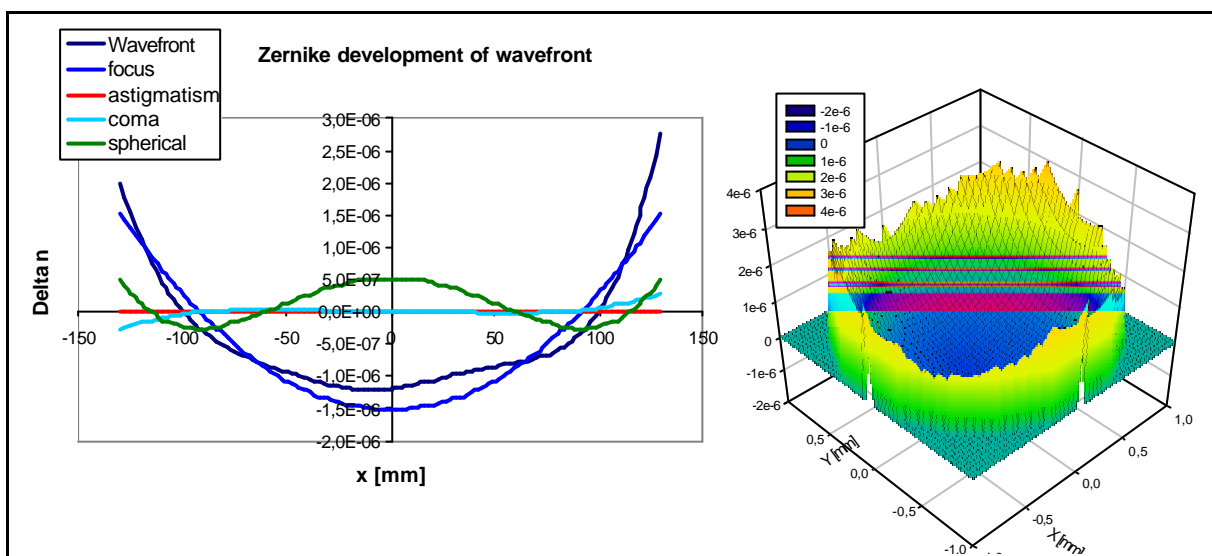 Wavefront
focus
astigmatism
coma
spherical
Zernike development of wavefront
3,0E-06
2,5E-06
2,0E-06
1,5E-06
1,0E-06
5,0E-07
0,0E+00
-5,0E-07
-1,0E-06
-1,5E-06
-2,0E-06
-150
-100
-50
0
50
100
150
Delta n
x [mm]
-2e-6
-1e-6
0
1e-6
2e-6
3e-6
4e-6
4e-6
3e-6
2e-6
1e-6
0
-1e-6
-2e-6
0,5
0,0
-0,5
-1,0
Y [mm]
1,0
0,5
0,0
-0,5
X [mm]